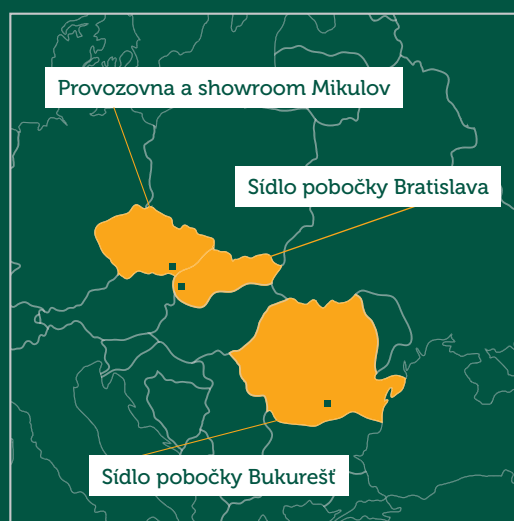 Provozovna a showroom Mikulov
Sídlo pobočky Bratislava
Sídlo pobočky Bukurešť